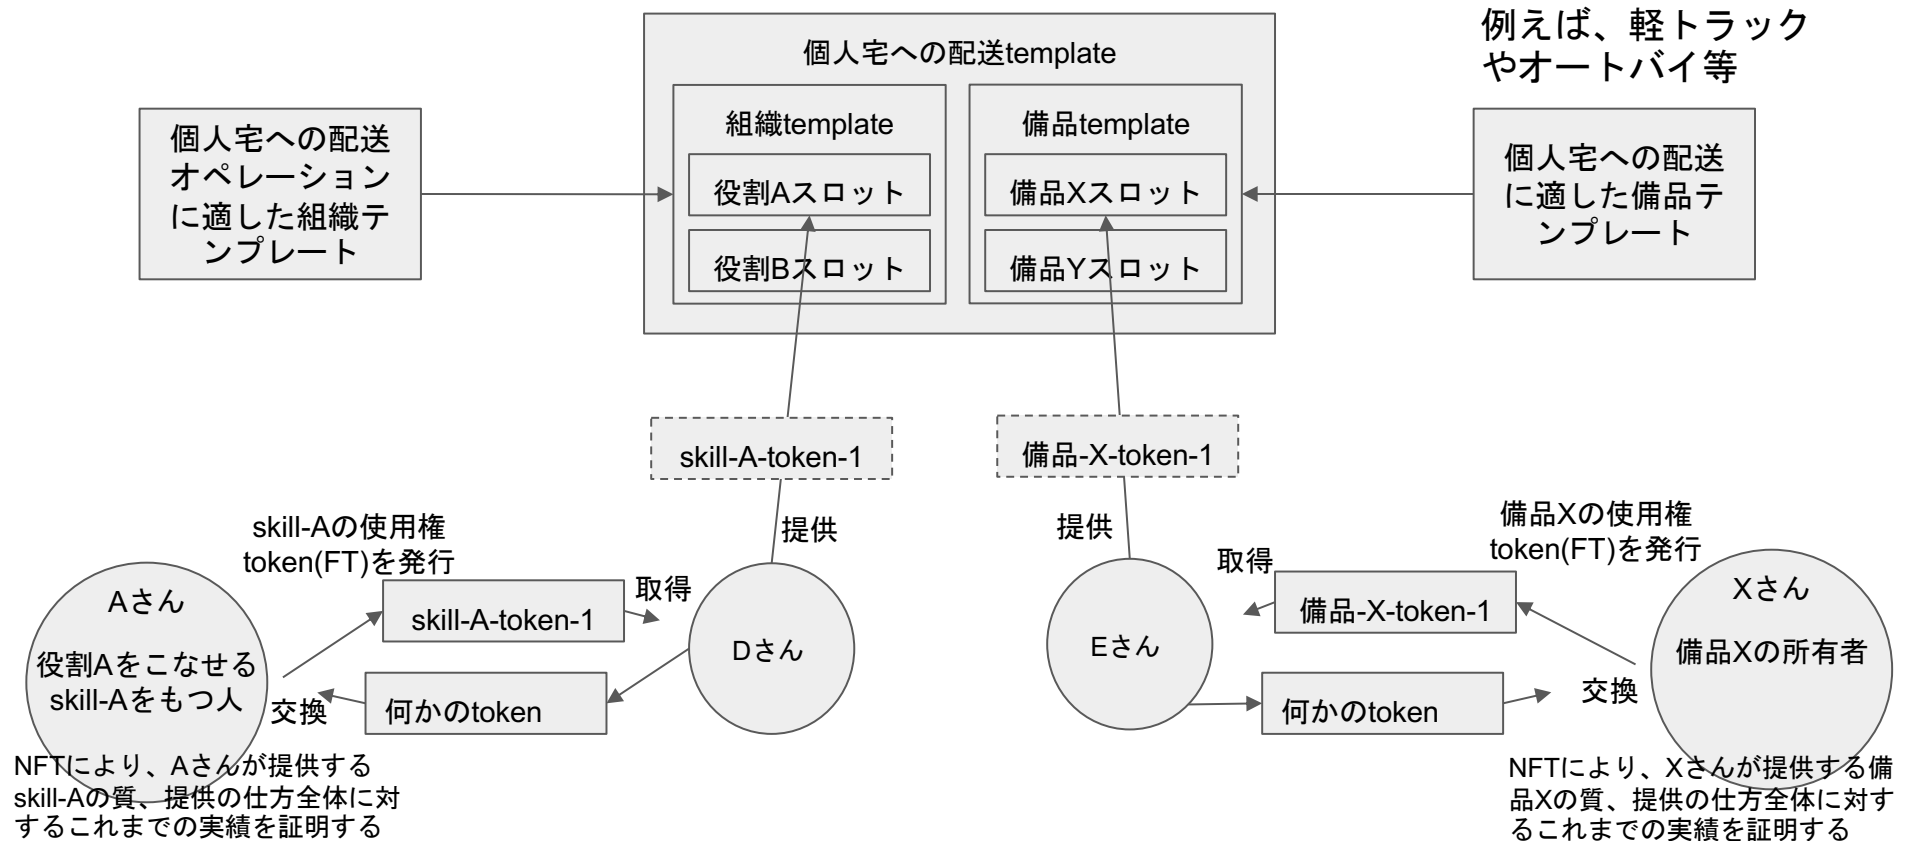 個人宅への配送template
例えば、軽トラック
やオートバイ等
個人宅への配送
オペレーション
に適した組織テ
ンプレート
組織template
役割Aスロット
役割Bスロット
備品template
備品Xスロット
備品Yスロット
個人宅への配送
に適した備品テ
ンプレート
skill-A-token-1
備品-X-token-1
提供
提供
skill-Aの使用権
token(FT)を発行
備品Xの使用権
token(FT)を発行
Aさん
役割Aをこなせる
skill-Aをもつ人
skill-A-token-1
取得
Dさん
交換
何かのtoken
Eさん
取得
備品-X-token-1
何かのtoken
交換
Xさん
備品Xの所有者
NFTにより、Aさんが提供する
skill-Aの質、提供の仕方全体に対
するこれまでの実績を証明する
NFTにより、Xさんが提供する備
品Xの質、提供の仕方全体に対す
るこれまでの実績を証明する